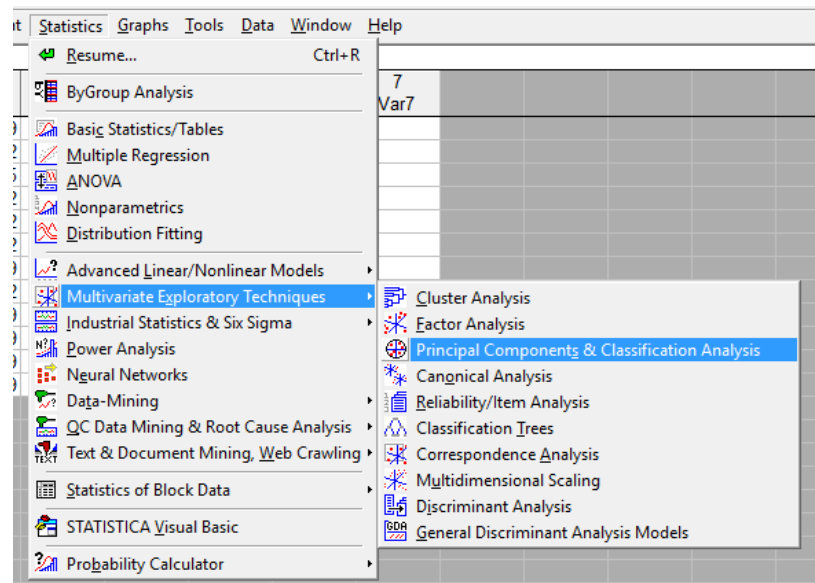 nt Statistics Graphs Tools Data Window Help
Resume... Ctrl+R
7
Var7
ByGroup Analysis
Basic Statistics/Tables
Multiple Regression
ANOVA
Nonparametrics
Distribution Fitting
Advanced Linear/Nonlinear Models
Multivariate Exploratory Techniques
Industrial Statistics & Six Sigma
Power Analysis
Neural Networks
Data-Mining
QC Data Mining & Root Cause Analysis
Text & Document Mining, Web Crawling
Statistics of Block Data
STATISTICA Visual Basic
Probability Calculator
Cluster Analysis
Factor Analysis
Principal Components & Classification Analysis
Canonical Analysis
Reliability/Item Analysis
Classification Trees
Correspondence Analysis
Multidimensional Scaling
Discriminant Analysis
General Discriminant Analysis Models